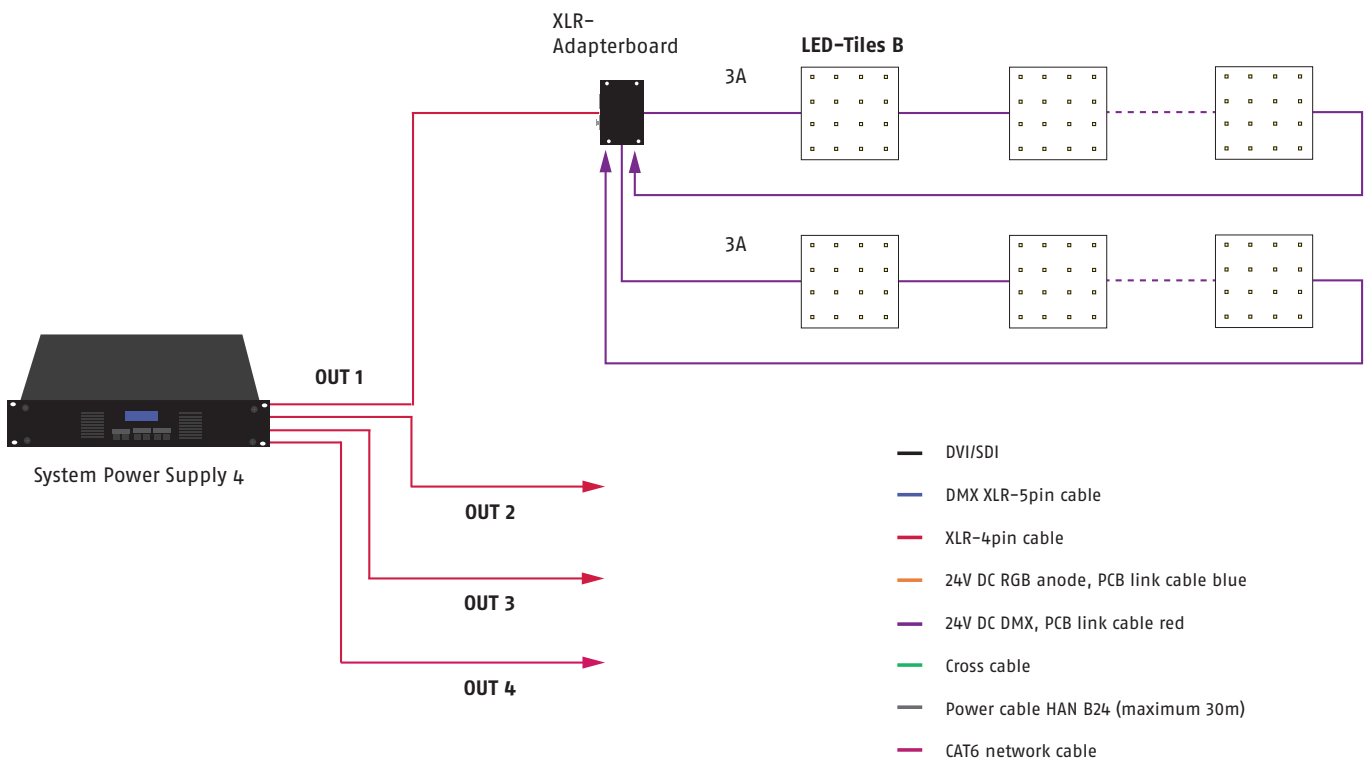 XLR-
Adapterboard
LED-Tiles B
3A
3A
OUT 1
System Power Supply 4
OUT 2
OUT 3
OUT 4
DVI/SDI
DMX XLR-5pin cable
XLR-4pin cable
24V DC RGB anode, PCB link cable blue
24V DC DMX, PCB link cable red
Cross cable
Power cable HAN B24 (maximum 30m)
CAT6 network cable